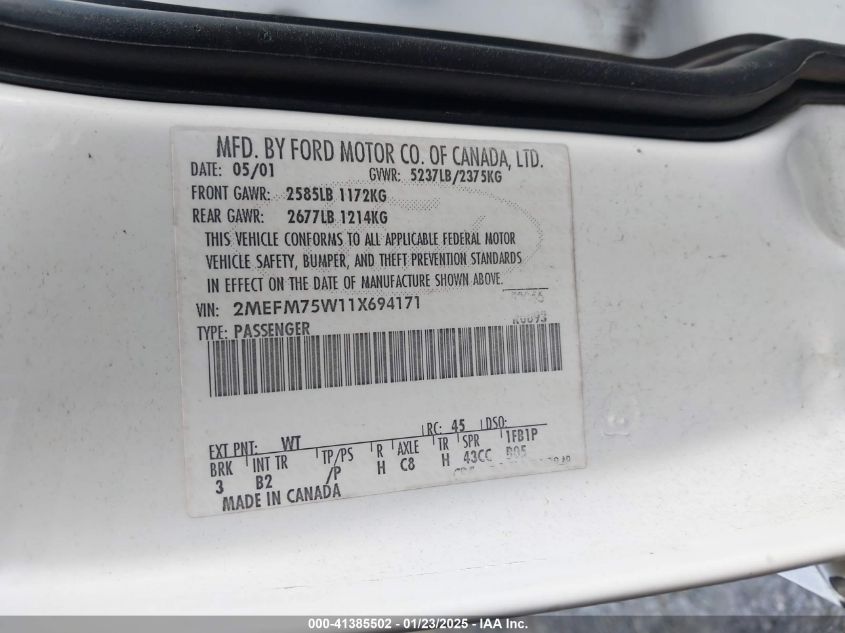 MFD. BY FORD MOTOR CO. OF CANADA, LTD.
DATE: 05/01 GVWR: 5237LB/2375KG
FRONT GAWR: 2585LB 1172KG
REAR GAWR: 2677LB 1214KG
THIS VEHICLE CONFORMS TO ALL APPLICABLE FEDERAL MOTOR
VEHICLE SAFETY, BUMPER, AND THEFT PREVENTION STANDARDS
IN EFFECT ON THE DATE OF MANUFACTURE SHOWN ABOVE.
VIN: 2MEFM75W11X694171
TYPE: PASSENGER R0093
EXT PNT: WT RC: 45 DSO:
BRK INT TR TP/PS R AXLE TR SPR 1FB1P
3 B2 /P H C8 H 43CC B05
MADE IN CANADA
000-41385502 - 01/23/2025 - IAA Inc.